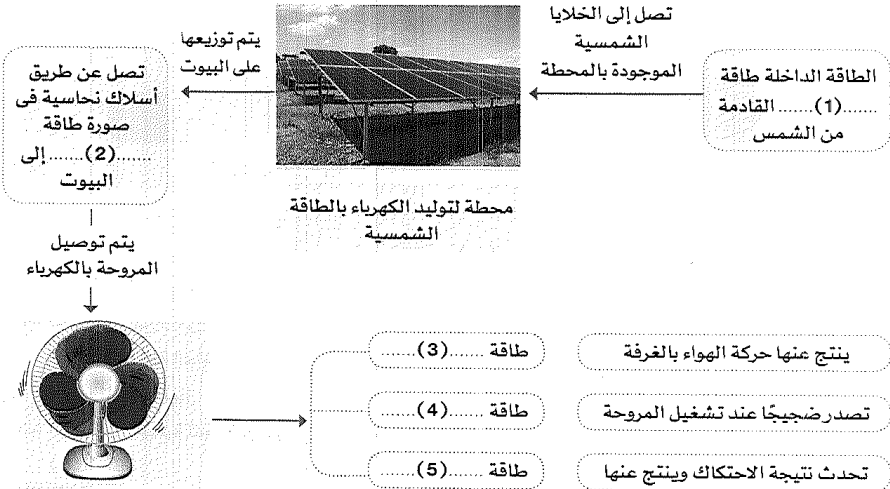 تصل إلى الخلايا
الشمسية
الموجودة بالمحطة
الطاقة الداخلة طاقة
.......(1)....... القادمة
من الشمس
يتم توزيعها
على البيوت
تصل عن طريق
أسلاك نحاسية فى
صورة طاقة
.......(2)....... إلى
البيوت
محطة لتوليد الكهرباء بالطاقة
الشمسية
يتم توصيل
المروحة بالكهرباء
ينتج عنها حركة الهواء بالغرفة
طاقة .......(3).......
تصدر ضجيجًا عند تشغيل المروحة
طاقة .......(4).......
تحدث نتيجة الاحتكاك وينتج عنها
طاقة .......(5).......